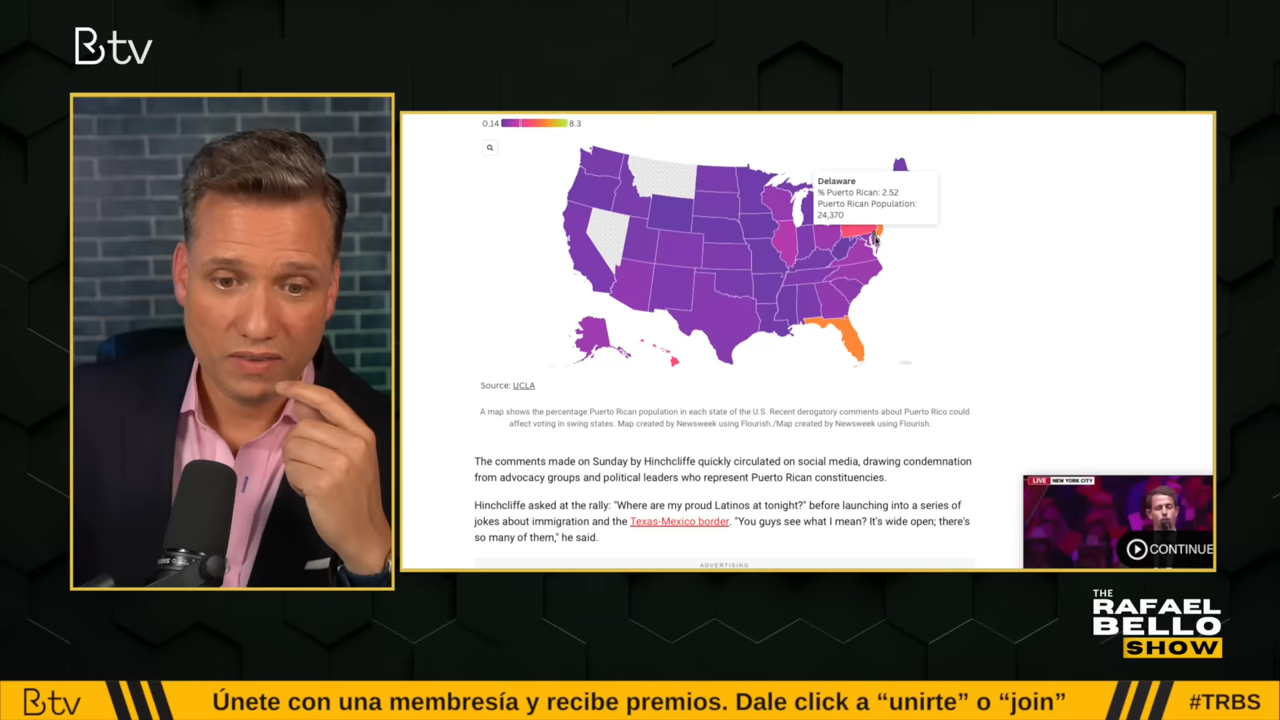 Btv
0.14
8.3
Delaware
% Puerto Rican: 2.52
Puerto Rican Population:
24,370
Source: UCLA
A map shows the percentage Puerto Rican population in each state of the U.S. Recent derogatory comments about Puerto Rico could
affect voting in swing states. Map created by Newsweek using Flourish./Map created by Newsweek using Flourish.
The comments made on Sunday by Hinchcliffe quickly circulated on social media, drawing condemnation
from advocacy groups and political leaders who represent Puerto Rican constituencies.
Hinchcliffe asked at the rally: "Where are my proud Latinos at tonight?" before launching into a series of
jokes about immigration and the Texas-Mexico border. "You guys see what I mean? It's wide open; there's
so many of them," he said.
ADVERTISING
LIVE NEW YORK CITY
CONTINUE
THE
RAFAEL
BELLO
SHOW
Btv
Únete con una membresía y recibe premios. Dale click a “unirte” o “join”
#TRBS